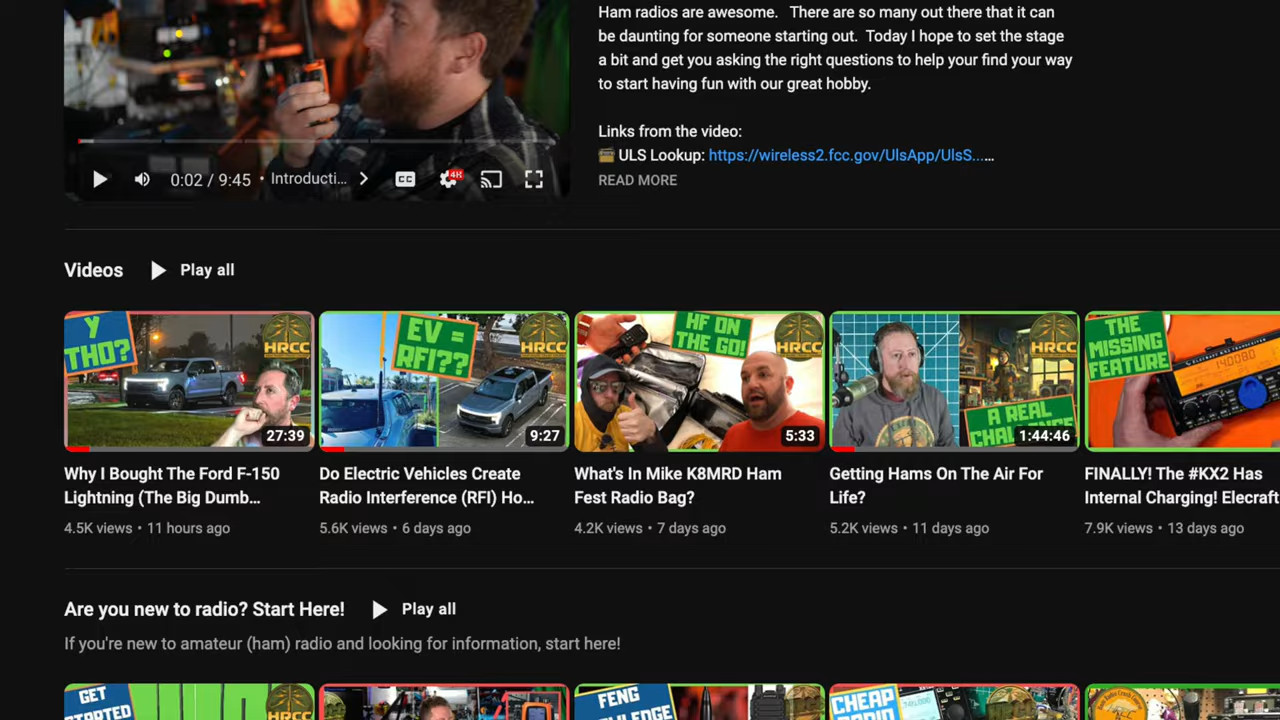 Ham radios are awesome.   There are so many out there that it can
be daunting for someone starting out.  Today I hope to set the stage
a bit and get you asking the right questions to help your find your way
to start having fun with our great hobby.
Links from the video:
ULS Lookup: https://wireless2.fcc.gov/UlsApp/UlsS...…
READ MORE
0:02 / 9:45 • Introducti... CC 4K
Videos Play all
Y
THO?
HRCC
27:39
EV =
RFI??
HRCC
9:27
HF ON
THE GO!
HRCC
5:33
HRCC
A REAL
1:44:46
THE
MISSING
FEATURE
14008.0
Why I Bought The Ford F-150
Lightning (The Big Dumb...
4.5K views • 11 hours ago
Do Electric Vehicles Create
Radio Interference (RFI) Ho...
5.6K views • 6 days ago
What's In Mike K8MRD Ham
Fest Radio Bag?
4.2K views • 7 days ago
Getting Hams On The Air For
Life?
5.2K views • 11 days ago
FINALLY! The #KX2 Has
Internal Charging! Elecraft
7.9K views • 13 days ago
Are you new to radio? Start Here! Play all
If you're new to amateur (ham) radio and looking for information, start here!
GET
STARTED
HRCC
FENG
CHEAP